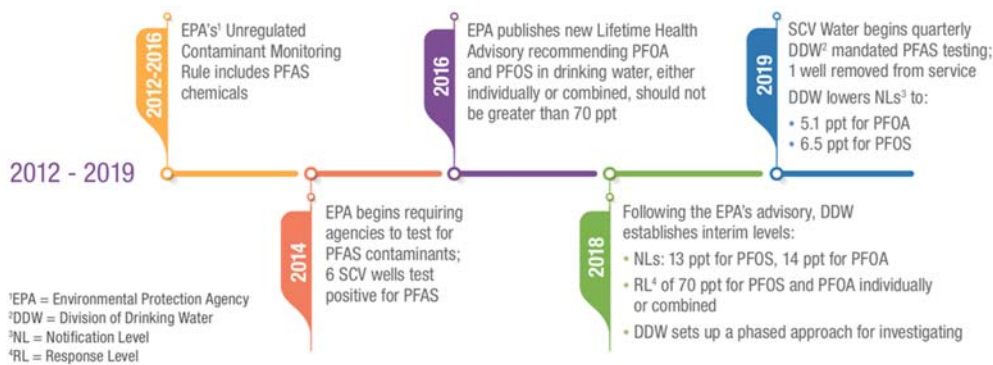 2012 - 2019
2012-2016
EPA's¹ Unregulated
Contaminant Monitoring
Rule includes PFAS
chemicals
2014
EPA begins requiring
agencies to test for
PFAS contaminants;
6 SCV wells test
positive for PFAS
2016
EPA publishes new Lifetime Health
Advisory recommending PFOA
and PFOS in drinking water, either
individually or combined, should not
be greater than 70 ppt
2018
Following the EPA's advisory, DDW
establishes interim levels:
• NLs: 13 ppt for PFOS, 14 ppt for PFOA
• RL⁴ of 70 ppt for PFOS and PFOA individually
or combined
• DDW sets up a phased approach for investigating
2019
SCV Water begins quarterly
DDW² mandated PFAS testing;
1 well removed from service
DDW lowers NLs³ to:
• 5.1 ppt for PFOA
• 6.5 ppt for PFOS
¹EPA = Environmental Protection Agency
²DDW = Division of Drinking Water
³NL = Notification Level
⁴RL = Response Level